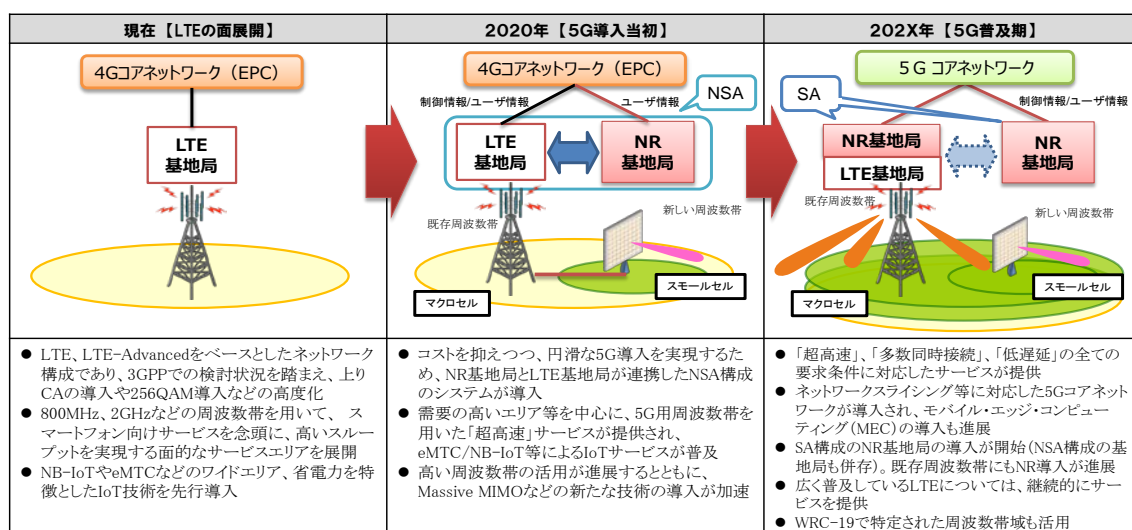 現在 【LTEの面展開】
4Gコアネットワーク（EPC）
LTE
基地局
2020年 【5G導入当初】
4Gコアネットワーク（EPC）
制御情報/ユーザ情報
ユーザ情報
NSA
LTE
基地局
NR
基地局
既存周波数帯
新しい周波数帯
マクロセル
スモールセル
202X年 【5G普及期】
5G コアネットワーク
SA
制御情報/ユーザ情報
NR基地局
LTE基地局
NR
基地局
既存周波数帯
新しい周波数帯
マクロセル
スモールセル
● LTE、LTE-Advancedをベースとしたネットワーク
構成であり、3GPPでの検討状況を踏まえ、上り
CAの導入や256QAM導入などの高度化
● 800MHz、2GHzなどの周波数帯を用いて、 ス
マートフォン向けサービスを念頭に、高いスルー
プットを実現する面的なサービスエリアを展開
● NB-IoTやeMTCなどのワイドエリア、省電力を特
徴としたIoT技術を先行導入
● コストを抑えつつ、円滑な5G導入を実現するた
め、NR基地局とLTE基地局が連携したNSA構成
のシステムが導入
● 需要の高いエリア等を中心に、5G用周波数帯を
用いた「超高速」サービスが提供され、
eMTC/NB-IoT等によるIoTサービスが普及
● 高い周波数帯の活用が進展するとともに、
Massive MIMOなどの新たな技術の導入が加速
● 「超高速」、「多数同時接続」、「低遅延」の全ての
要求条件に対応したサービスが提供
● ネットワークスライシング等に対応した5Gコアネット
ワークが導入され、モバイル・エッジ・コンピュー
ティング（MEC）の導入も進展
● SA構成のNR基地局の導入が開始（NSA構成の基
地局も併存）。既存周波数帯にもNR導入が進展
● 広く普及しているLTEについては、継続的にサー
ビスを提供
● WRC-19で特定された周波数帯域も活用